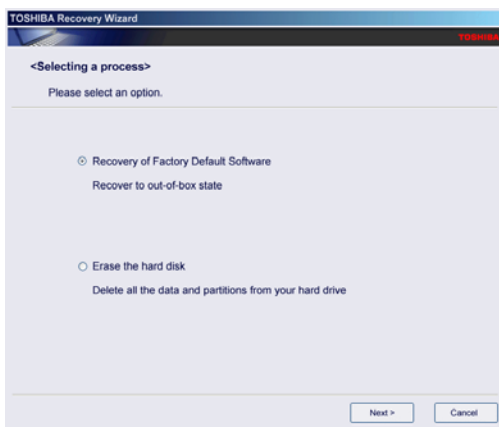 TOSHIBA Recovery Wizard
TOSHIBA
<Selecting a process>
Please select an option.
Recovery of Factory Default Software
Recover to out-of-box state
Erase the hard disk
Delete all the data and partitions from your hard drive
Next >
Cancel